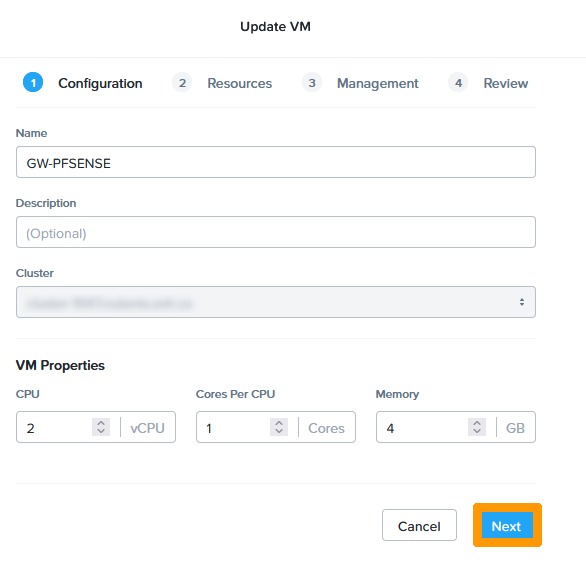 Update VM
1 Configuration 2 Resources 3 Management 4 Review
Name
GW-PFSENSE
Description
(Optional)
Cluster
VM Properties
CPU Cores Per CPU Memory
2 vCPU 1 Cores 4 GB
Cancel Next